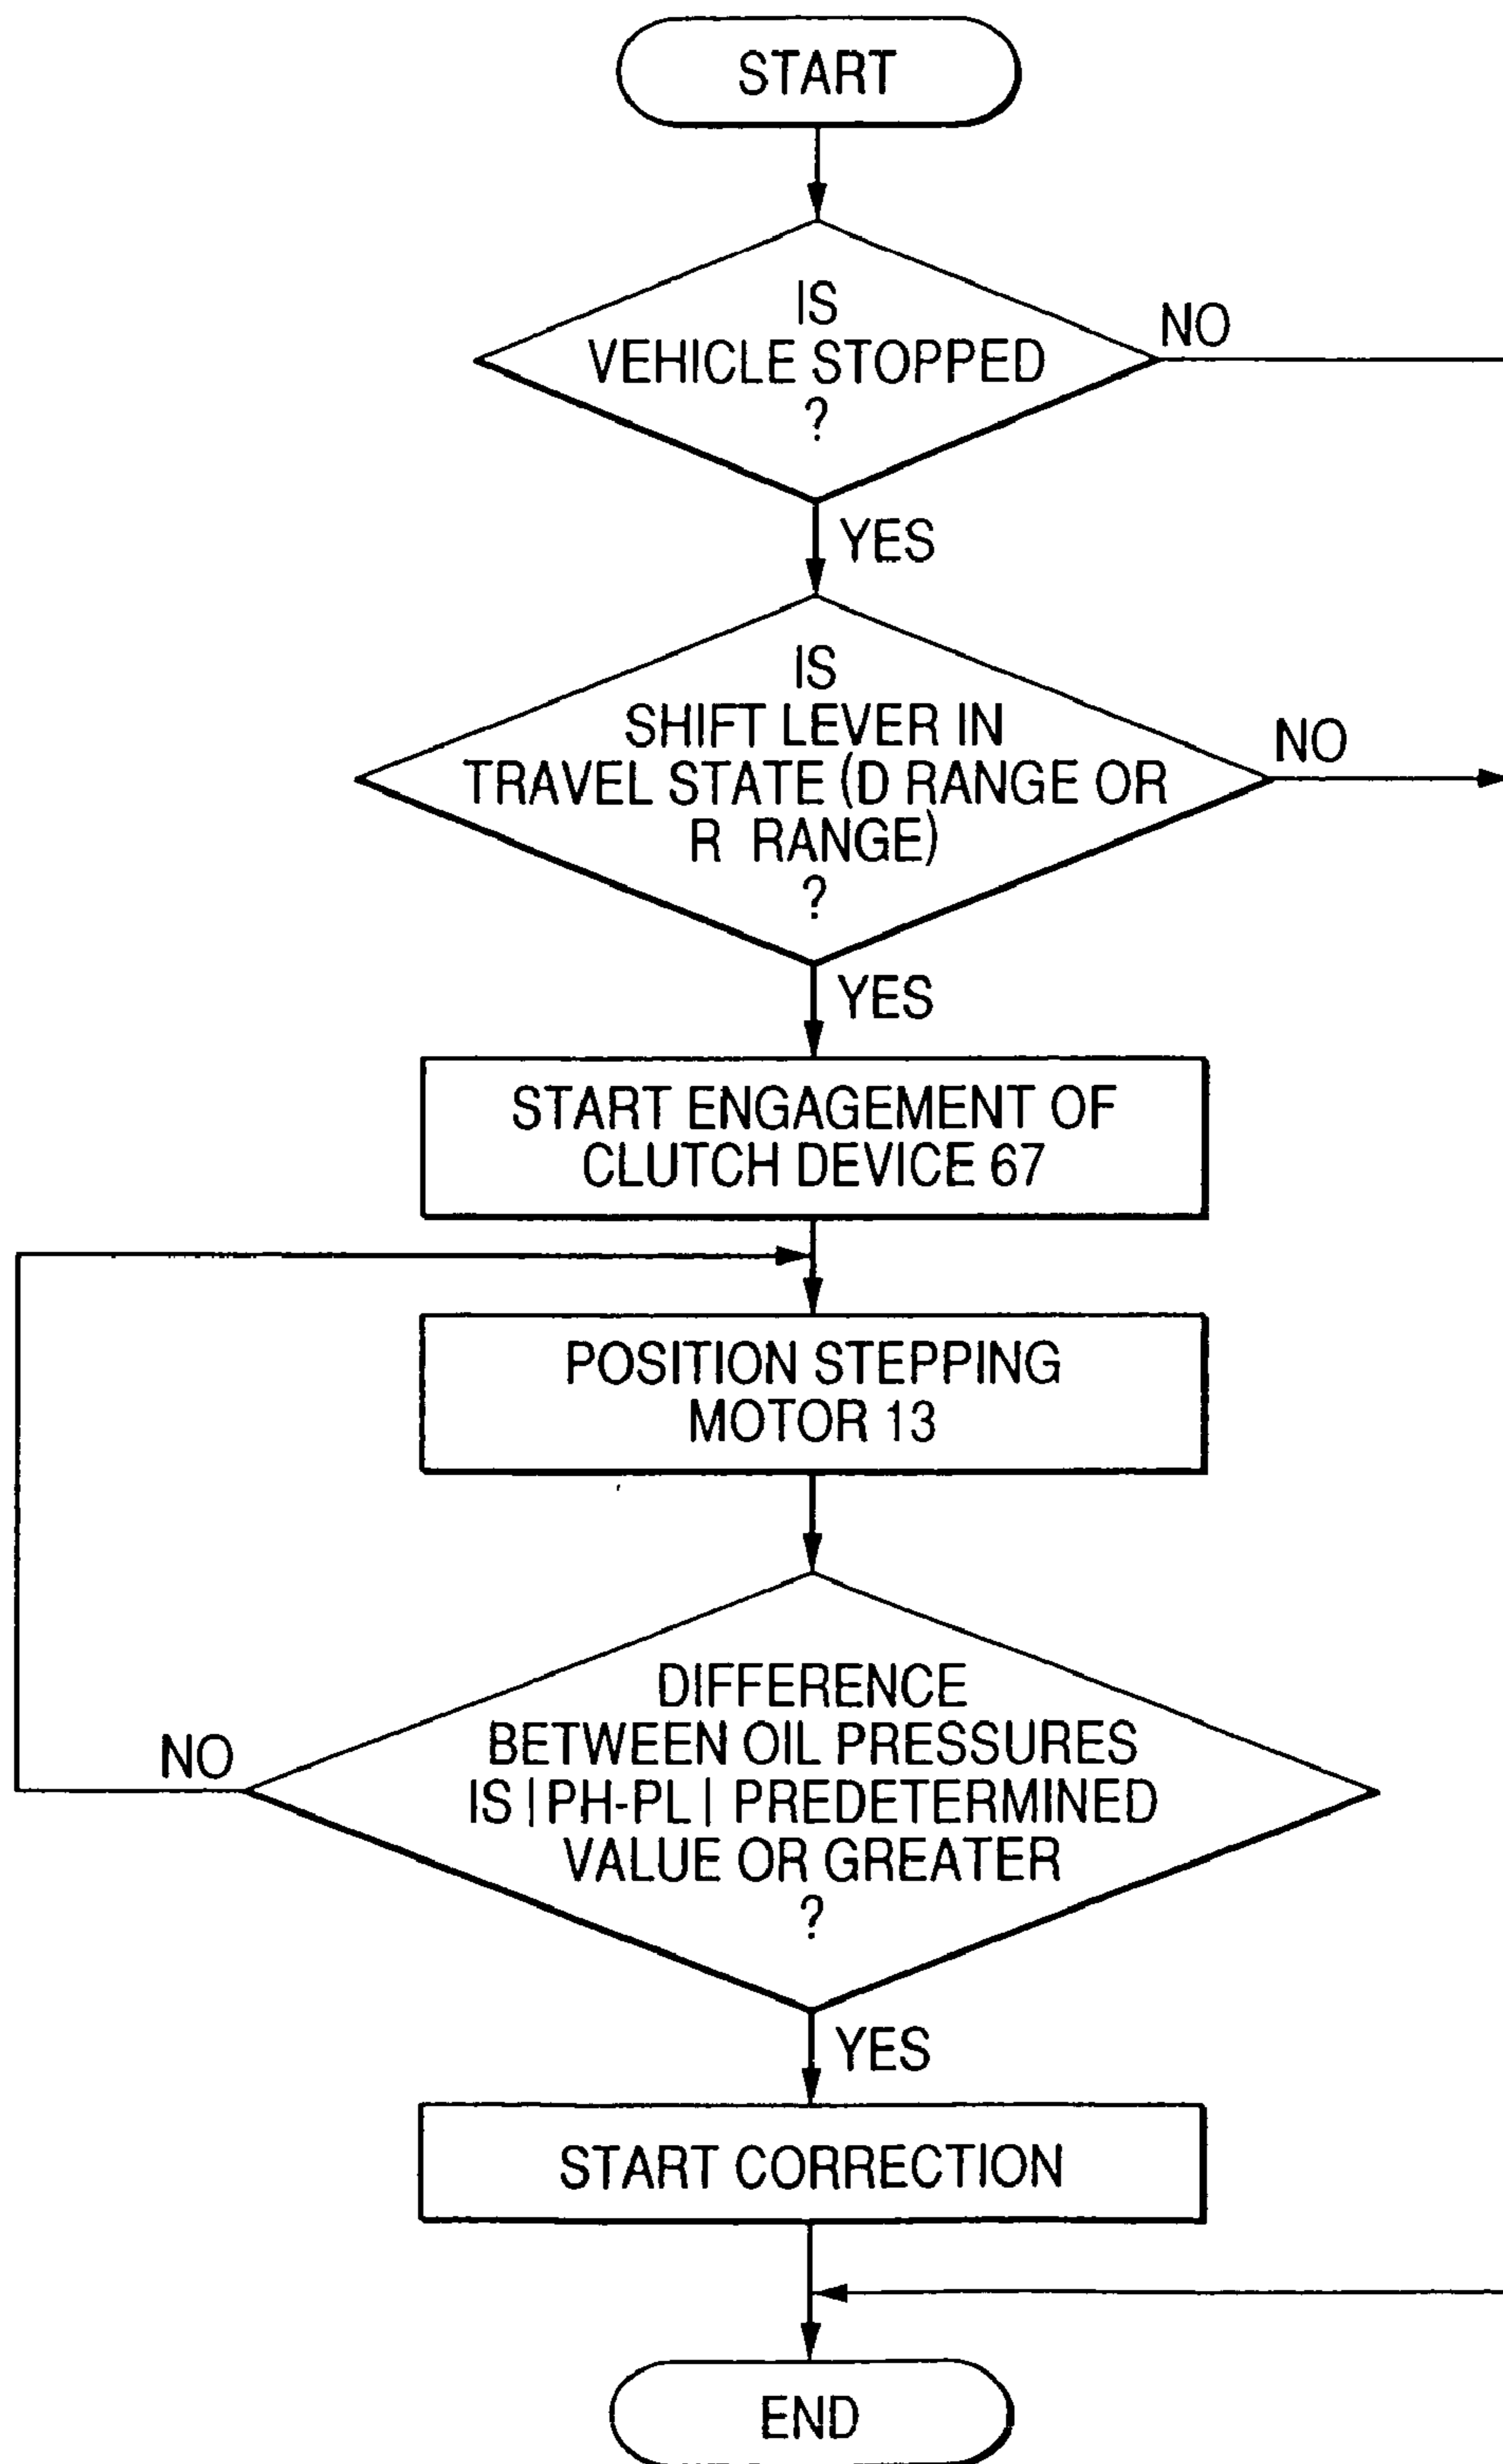 START
IS
VEHICLE STOPPED
?
NO
YES
IS
SHIFT LEVER IN
TRAVEL STATE (D RANGE OR
R RANGE)
?
NO
YES
START ENGAGEMENT OF
CLUTCH DEVICE 67
POSITION STEPPING
MOTOR 13
DIFFERENCE
BETWEEN OIL PRESSURES
IS |PH-PL| PREDETERMINED
VALUE OR GREATER
?
NO
YES
START CORRECTION
END